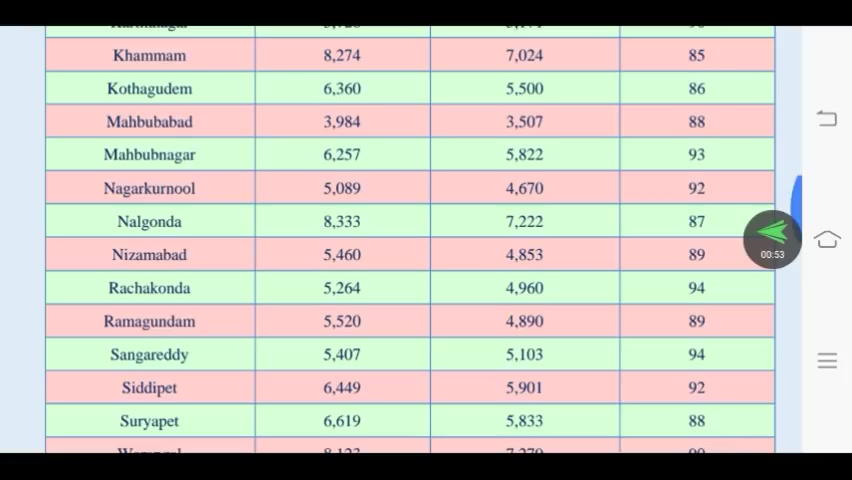 Khammam 8,274 7,024 85
Kothagudem 6,360 5,500 86
Mahbubabad 3,984 3,507 88
Mahbubnagar 6,257 5,822 93
Nagarkurnool 5,089 4,670 92
Nalgonda 8,333 7,222 87
Nizamabad 5,460 4,853 89
00:53
Rachakonda 5,264 4,960 94
Ramagundam 5,520 4,890 89
Sangareddy 5,407 5,103 94
Siddipet 6,449 5,901 92
Suryapet 6,619 5,833 88